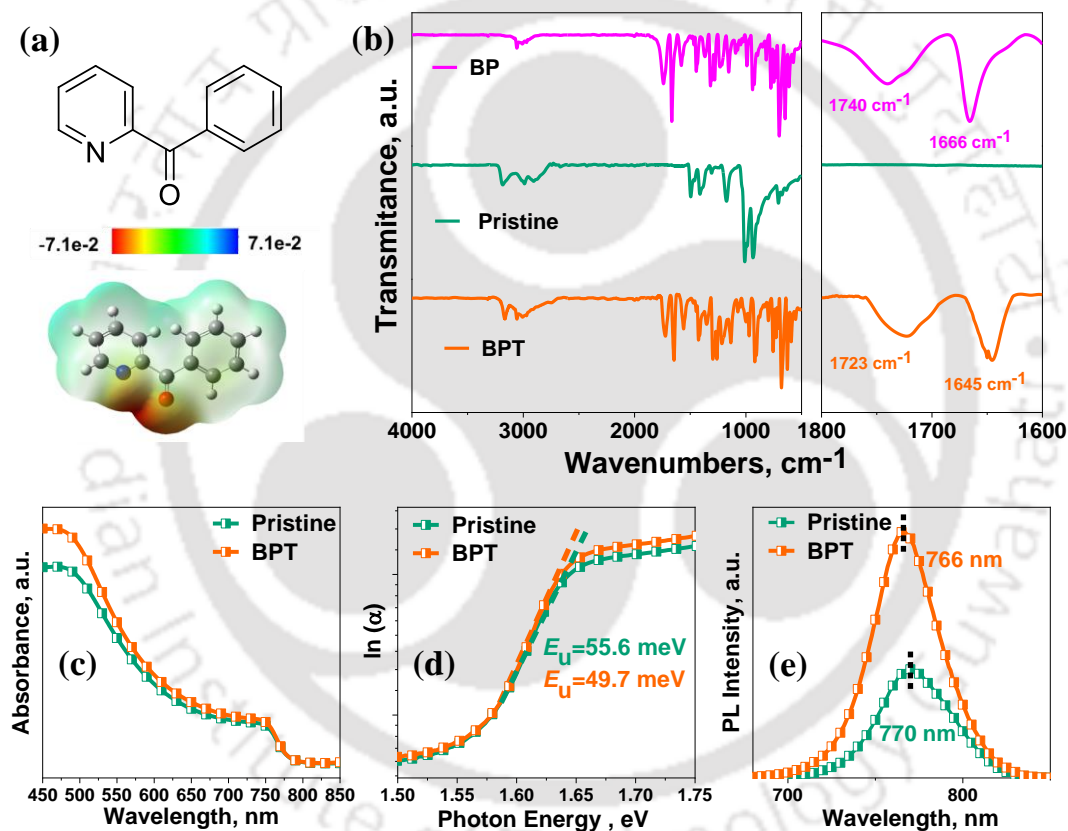 (a)
N
O
-7.1e-2 7.1e-2
(b)
BP
Pristine
BPT
Transmitance, a.u.
4000 3000 2000 1000
1740 cm-1
1666 cm-1
1723 cm-1
1645 cm-1
1800 1700 1600
Wavenumbers, cm-1
Pristine
BPT
(c)
Absorbance, a.u.
450 500 550 600 650 700 750 800 850
Wavelength, nm
Pristine
BPT
(d)
Eu=55.6 meV
Eu=49.7 meV
ln (α)
1.50 1.55 1.60 1.65 1.70 1.75
Photon Energy , eV
Pristine
BPT
766 nm
(e)
770 nm
PL Intensity, a.u.
700 800
Wavelength, nm